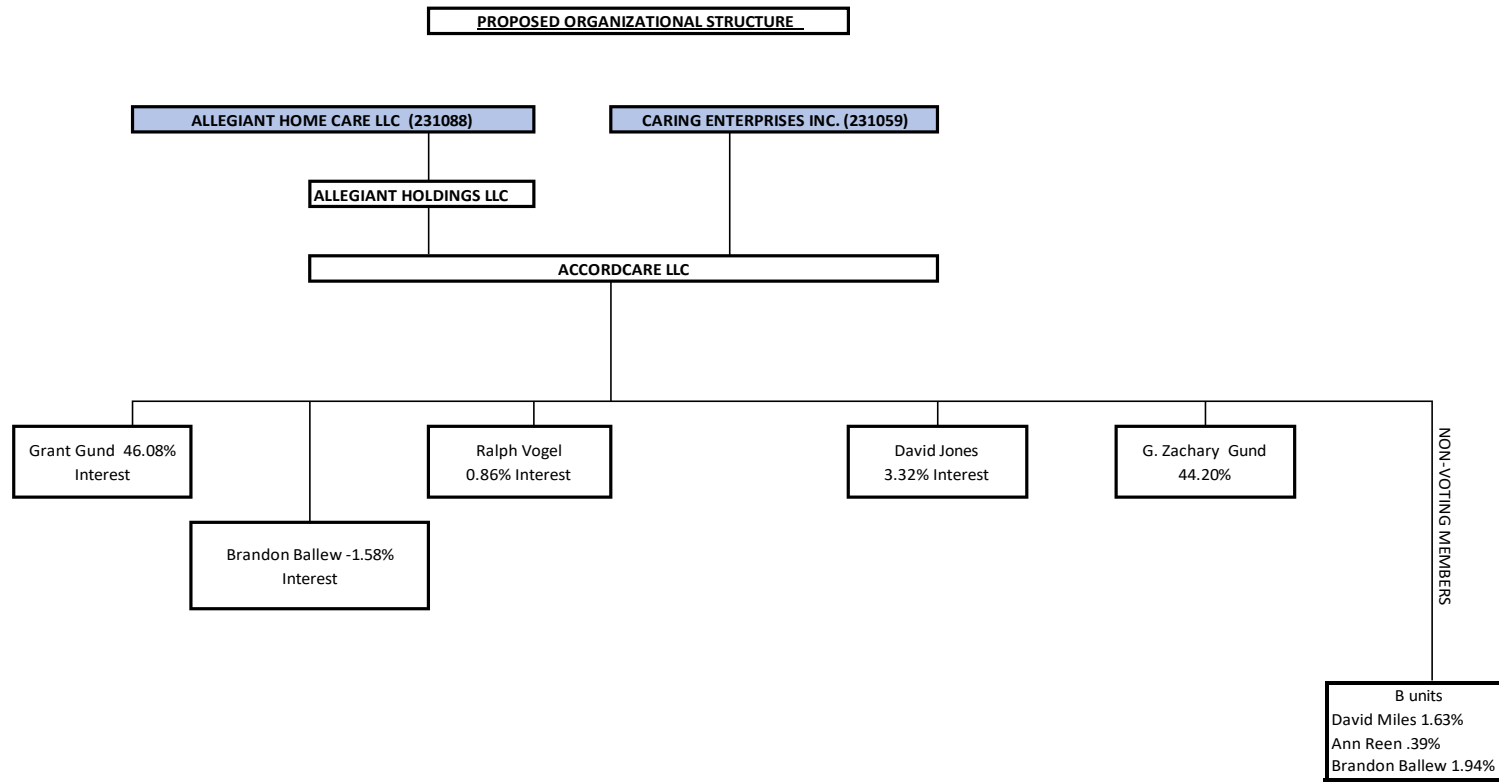 PROPOSED ORGANIZATIONAL STRUCTURE
ALLEGIANT HOME CARE LLC (231088)
CARING ENTERPRISES INC. (231059)
ALLEGIANT HOLDINGS LLC
ACCORDCARE LLC
Grant Gund 46.08%
Interest
Ralph Vogel
0.86% Interest
David Jones
3.32% Interest
G. Zachary Gund
44.20%
NON-VOTING MEMBERS
Brandon Ballew -1.58%
Interest
B units
David Miles 1.63%
Ann Reen .39%
Brandon Ballew 1.94%